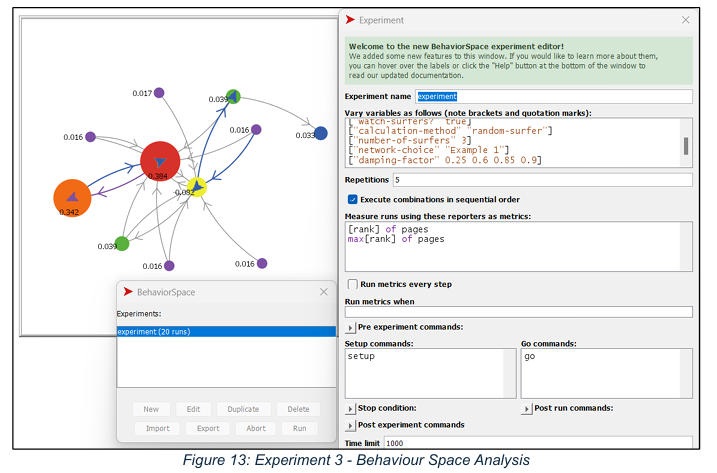 0.017
0.039
0.016
0.016
0.033
0.384
0.092
0.342
0.039
0.016
0.016
BehaviorSpace
Experiments:
experiment (20 runs)
New Edit Duplicate Delete
Import Export Abort Run
Experiment
Welcome to the new BehaviorSpace experiment editor!
We added some new features to this window. If you would like to learn more about them,
you can hover over the labels or click the "Help" button at the bottom of the window to
read our updated documentation.
Experiment name experiment
Vary variables as follows (note brackets and quotation marks):
["watch-surfers?" true]
["calculation-method" "random-surfer"]
["number-of-surfers" 3]
["network-choice" "Example 1"]
["damping-factor" 0.25 0.6 0.85 0.9]
Repetitions 5
Execute combinations in sequential order
Measure runs using these reporters as metrics:
[rank] of pages
max[rank] of pages
Run metrics every step
Run metrics when
Pre experiment commands:
Setup commands: Go commands:
setup go
Stop condition: Post run commands:
Post experiment commands
Time limit 1000
Figure 13: Experiment 3 - Behaviour Space Analysis